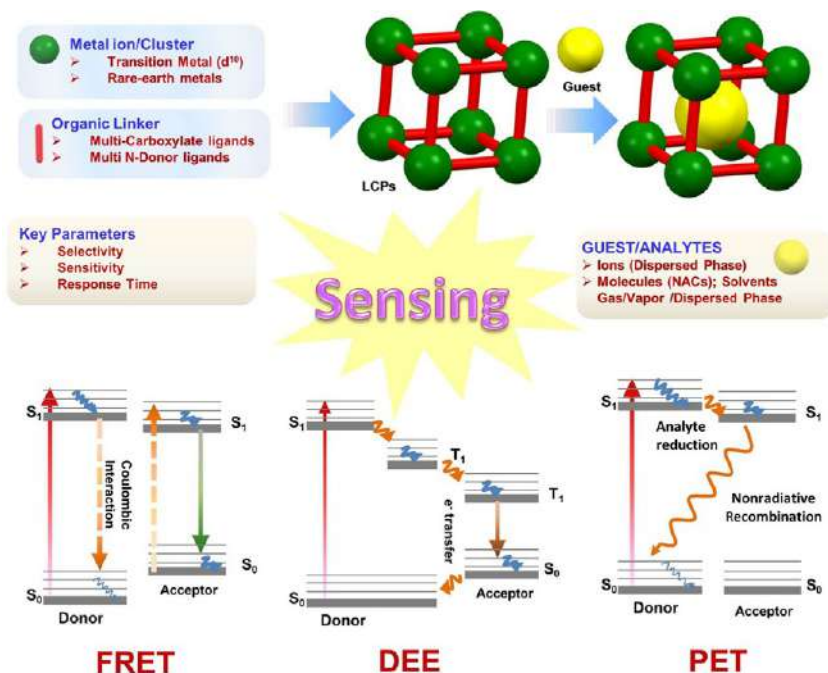 Metal ion/Cluster
➢ Transition Metal (d¹⁰)
➢ Rare-earth metals
Organic Linker
➢ Multi-Carboxylate ligands
➢ Multi N-Donor ligands
LCPs
Guest
Key Parameters
➢ Selectivity
➢ Sensitivity
➢ Response Time
Sensing
GUEST/ANALYTES
➢ Ions (Dispersed Phase)
➢ Molecules (NACs); Solvents
Gas/Vapor /Dispersed Phase
S₁
Coulombic
Interaction
S₁
S₀
S₀
Donor
Acceptor
FRET
S₁
T₁
T₁
e⁻ transfer
S₀
S₀
Donor
Acceptor
DEE
S₁
S₁
Analyte
reduction
Nonradiative
Recombination
S₀
S₀
Donor
Acceptor
PET